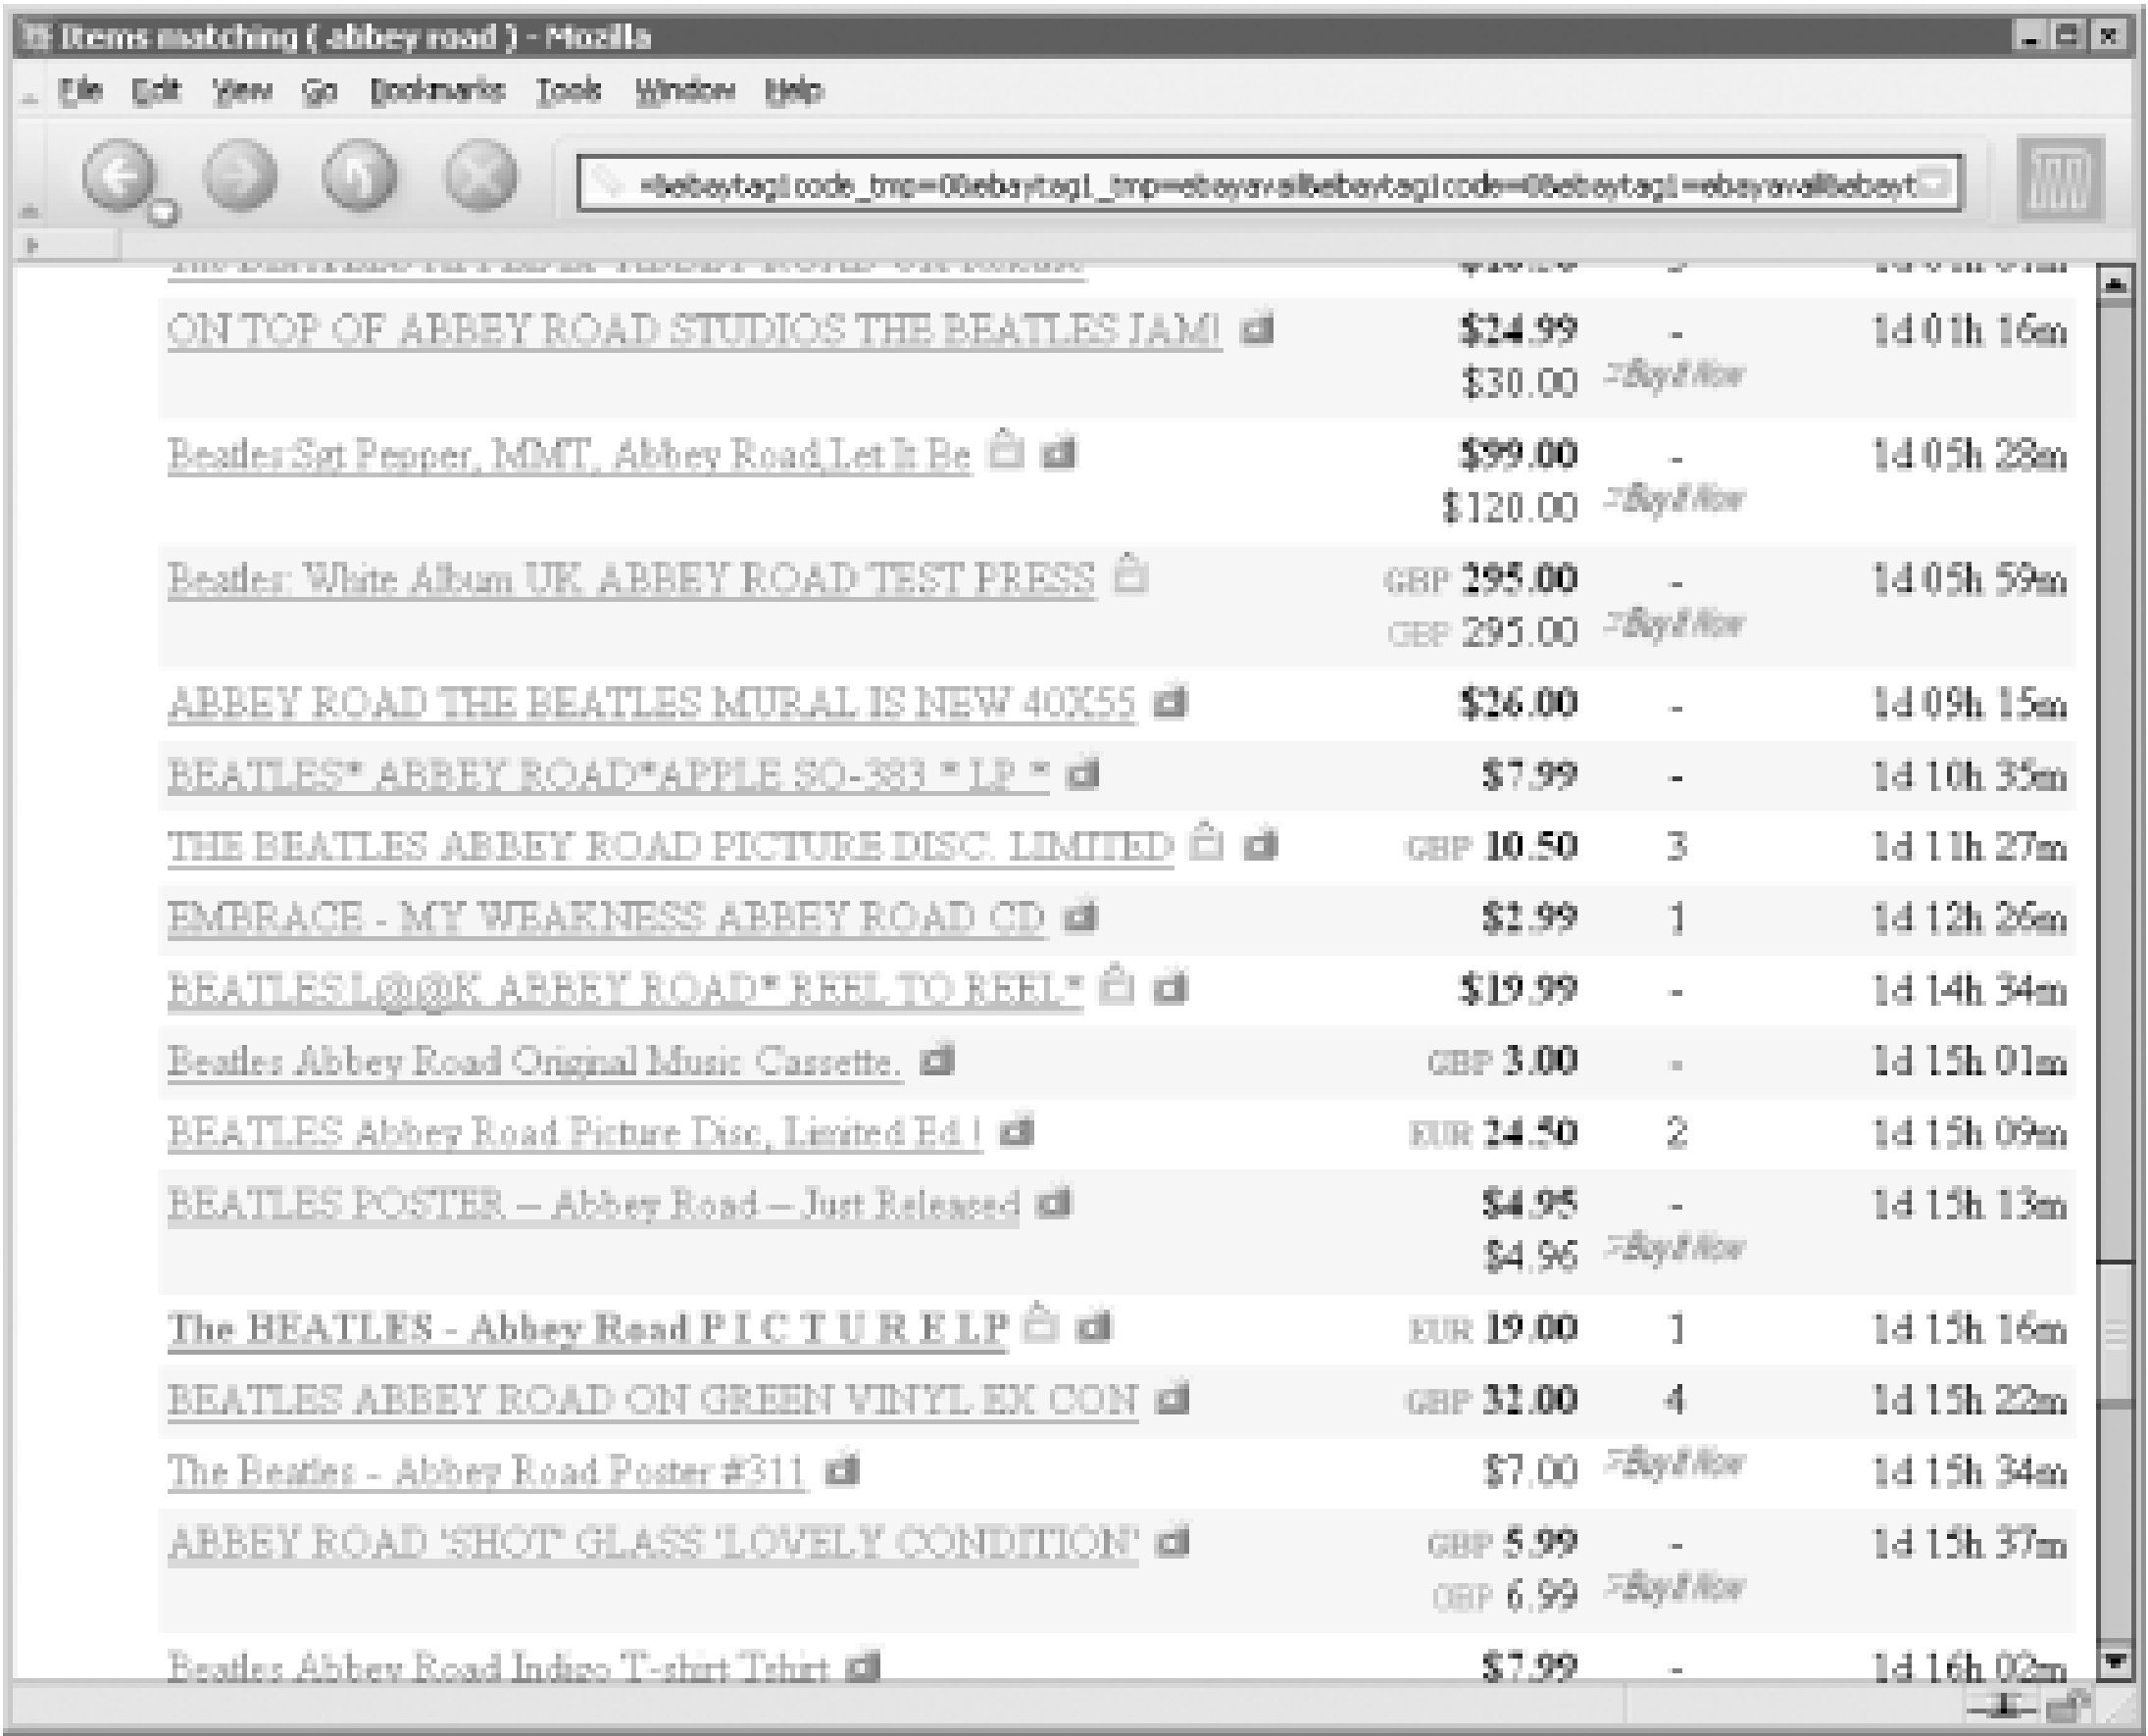 Items matching ( abbey road ) - Mozilla
File Edit View Go Bookmarks Tools Window Help
=0&ebaytag1code_tmp=0&ebaytag1_tmp=ebayavail&ebaytag1code=0&ebaytag1=ebayavail&ebayt
ON TOP OF ABBEY ROAD STUDIOS THE BEATLES JAM! $24.99 - 1d 01h 16m
$30.00 Buy It Now
Beatles:Sgt Pepper, MMT, Abbey Road,Let It Be $99.00 - 1d 05h 28m
$120.00 Buy It Now
Beatles: White Album UK ABBEY ROAD TEST PRESS GBP 295.00 - 1d 05h 59m
GBP 295.00 Buy It Now
ABBEY ROAD THE BEATLES MURAL IS NEW 40X55 $26.00 - 1d 09h 15m
BEATLES* ABBEY ROAD*APPLE SO-383 * LP * $7.99 - 1d 10h 35m
THE BEATLES ABBEY ROAD PICTURE DISC. LIMITED GBP 10.50 3 1d 11h 27m
EMBRACE - MY WEAKNESS ABBEY ROAD CD $2.99 1 1d 12h 26m
BEATLES:L@@K ABBEY ROAD* REEL TO REEL* $19.99 - 1d 14h 34m
Beatles Abbey Road Original Music Cassette. GBP 3.00 - 1d 15h 01m
BEATLES Abbey Road Picture Disc, Limited Ed ! EUR 24.50 2 1d 15h 09m
BEATLES POSTER -- Abbey Road -- Just Released $4.95 - 1d 15h 13m
$4.96 Buy It Now
The BEATLES - Abbey Road P I C T U R E LP EUR 19.00 1 1d 15h 16m
BEATLES ABBEY ROAD ON GREEN VINYL EX CON GBP 32.00 4 1d 15h 22m
The Beatles - Abbey Road Poster #311 $7.00 Buy It Now 1d 15h 34m
ABBEY ROAD 'SHOT' GLASS 'LOVELY CONDITION' GBP 5.99 - 1d 15h 37m
GBP 6.99 Buy It Now
Beatles Abbey Road Indigo T-shirt Tshirt $7.99 - 1d 16h 02m